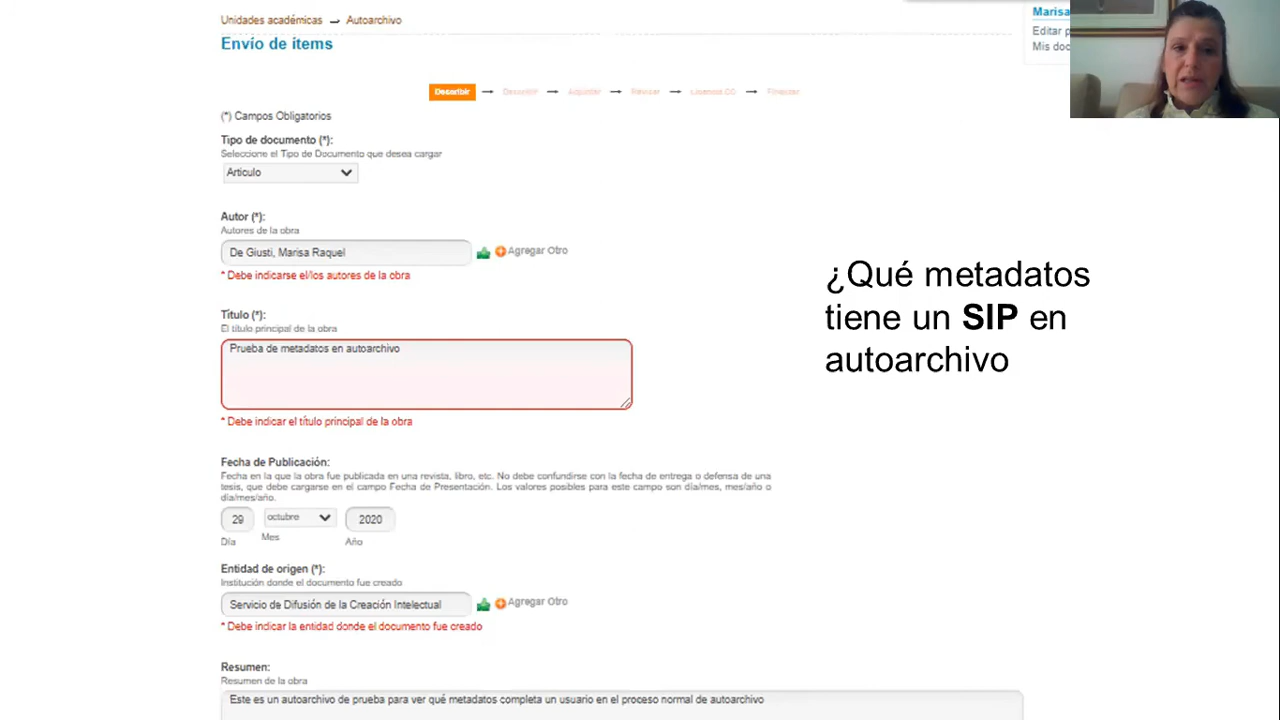 Unidades académicas → Autoarchivo
Marisa
Editar p
Mis doc
Envío de ítems
Describir → Describir → Adjuntar → Revisar → Licencia CC → Finalizar
(*) Campos Obligatorios
Tipo de documento (*):
Seleccione el Tipo de Documento que desea cargar
Articulo
Autor (*):
Autores de la obra
De Giusti, Marisa Raquel
Agregar Otro
* Debe indicarse el/los autores de la obra
Título (*):
El título principal de la obra
Prueba de metadatos en autoarchivo
* Debe indicar el título principal de la obra
Fecha de Publicación:
Fecha en la que la obra fue publicada en una revista, libro, etc. No debe confundirse con la fecha de entrega o defensa de una
tesis, que debe cargarse en el campo Fecha de Presentación. Los valores posibles para este campo son día/mes, mes/año o
día/mes/año.
29 octubre 2020
Día Mes Año
Entidad de origen (*):
Institución donde el documento fue creado
Servicio de Difusión de la Creación Intelectual
Agregar Otro
* Debe indicar la entidad donde el documento fue creado
Resumen:
Resumen de la obra
Este es un autoarchivo de prueba para ver qué metadatos completa un usuario en el proceso normal de autoarchivo
¿Qué metadatos
tiene un SIP en
autoarchivo